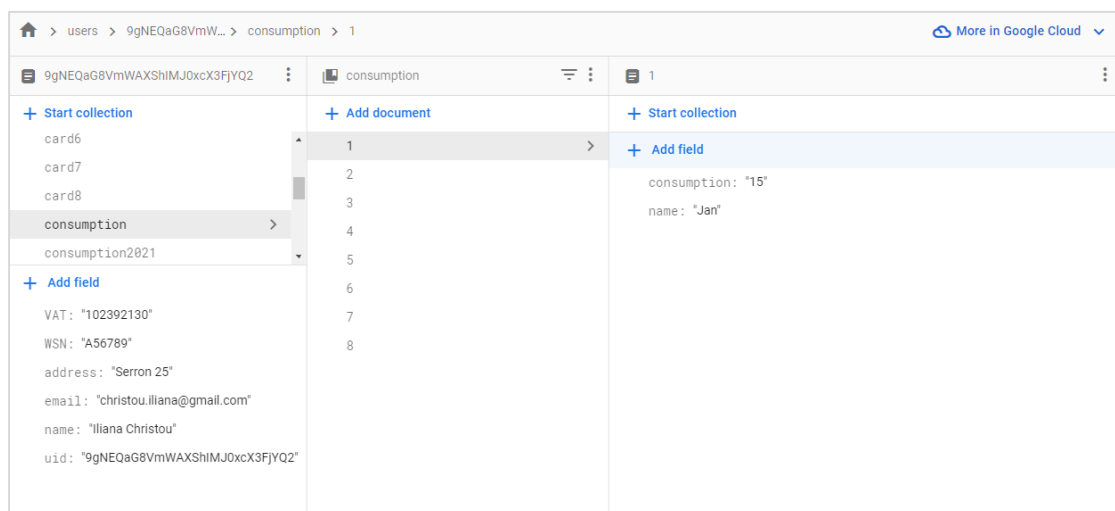 users > 9gNEQaG8VmW... > consumption > 1
More in Google Cloud
9gNEQaG8VmWAXShIMJ0xcX3FjYQ2
+ Start collection
card6
card7
card8
consumption
consumption2021
+ Add field
VAT: "102392130"
WSN: "A56789"
address: "Serron 25"
email: "christou.iliana@gmail.com"
name: "Iliana Christou"
uid: "9gNEQaG8VmWAXShIMJ0xcX3FjYQ2"
consumption
+ Add document
1
2
3
4
5
6
7
8
1
+ Start collection
+ Add field
consumption: "15"
name: "Jan"